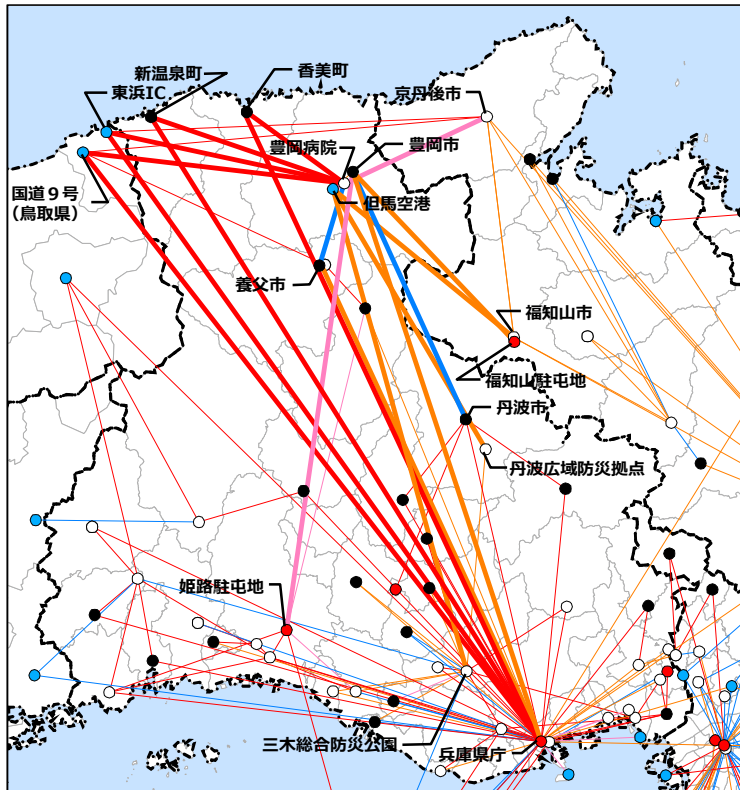 新温泉町
香美町
東浜IC
京丹後市
豊岡病院
豊岡市
国道９号
（鳥取県）
但馬空港
養父市
福知山市
福知山駐屯地
丹波市
丹波広域防災拠点
姫路駐屯地
三木総合防災公園
兵庫県庁